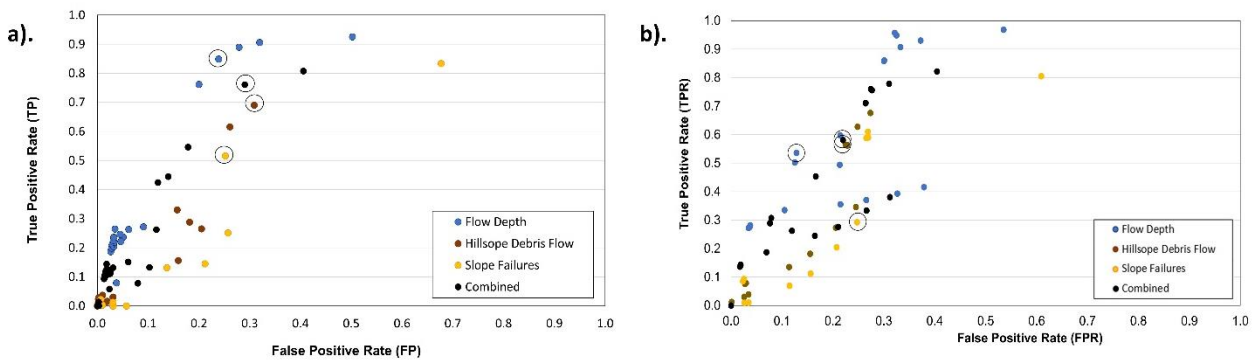 a).
True Positive Rate (TP)
1.0
0.9
0.8
0.7
0.6
0.5
0.4
0.3
0.2
0.1
0.0
0.0 0.1 0.2 0.3 0.4 0.5 0.6 0.7 0.8 0.9 1.0
False Positive Rate (FP)
Flow Depth
Hillsope Debris Flow
Slope Failures
Combined
b).
True Positive Rate (TPR)
1.0
0.9
0.8
0.7
0.6
0.5
0.4
0.3
0.2
0.1
0.0
0.0 0.1 0.2 0.3 0.4 0.5 0.6 0.7 0.8 0.9 1.0
False Positive Rate (FPR)
Flow Depth
Hillsope Debris Flow
Slope Failures
Combined